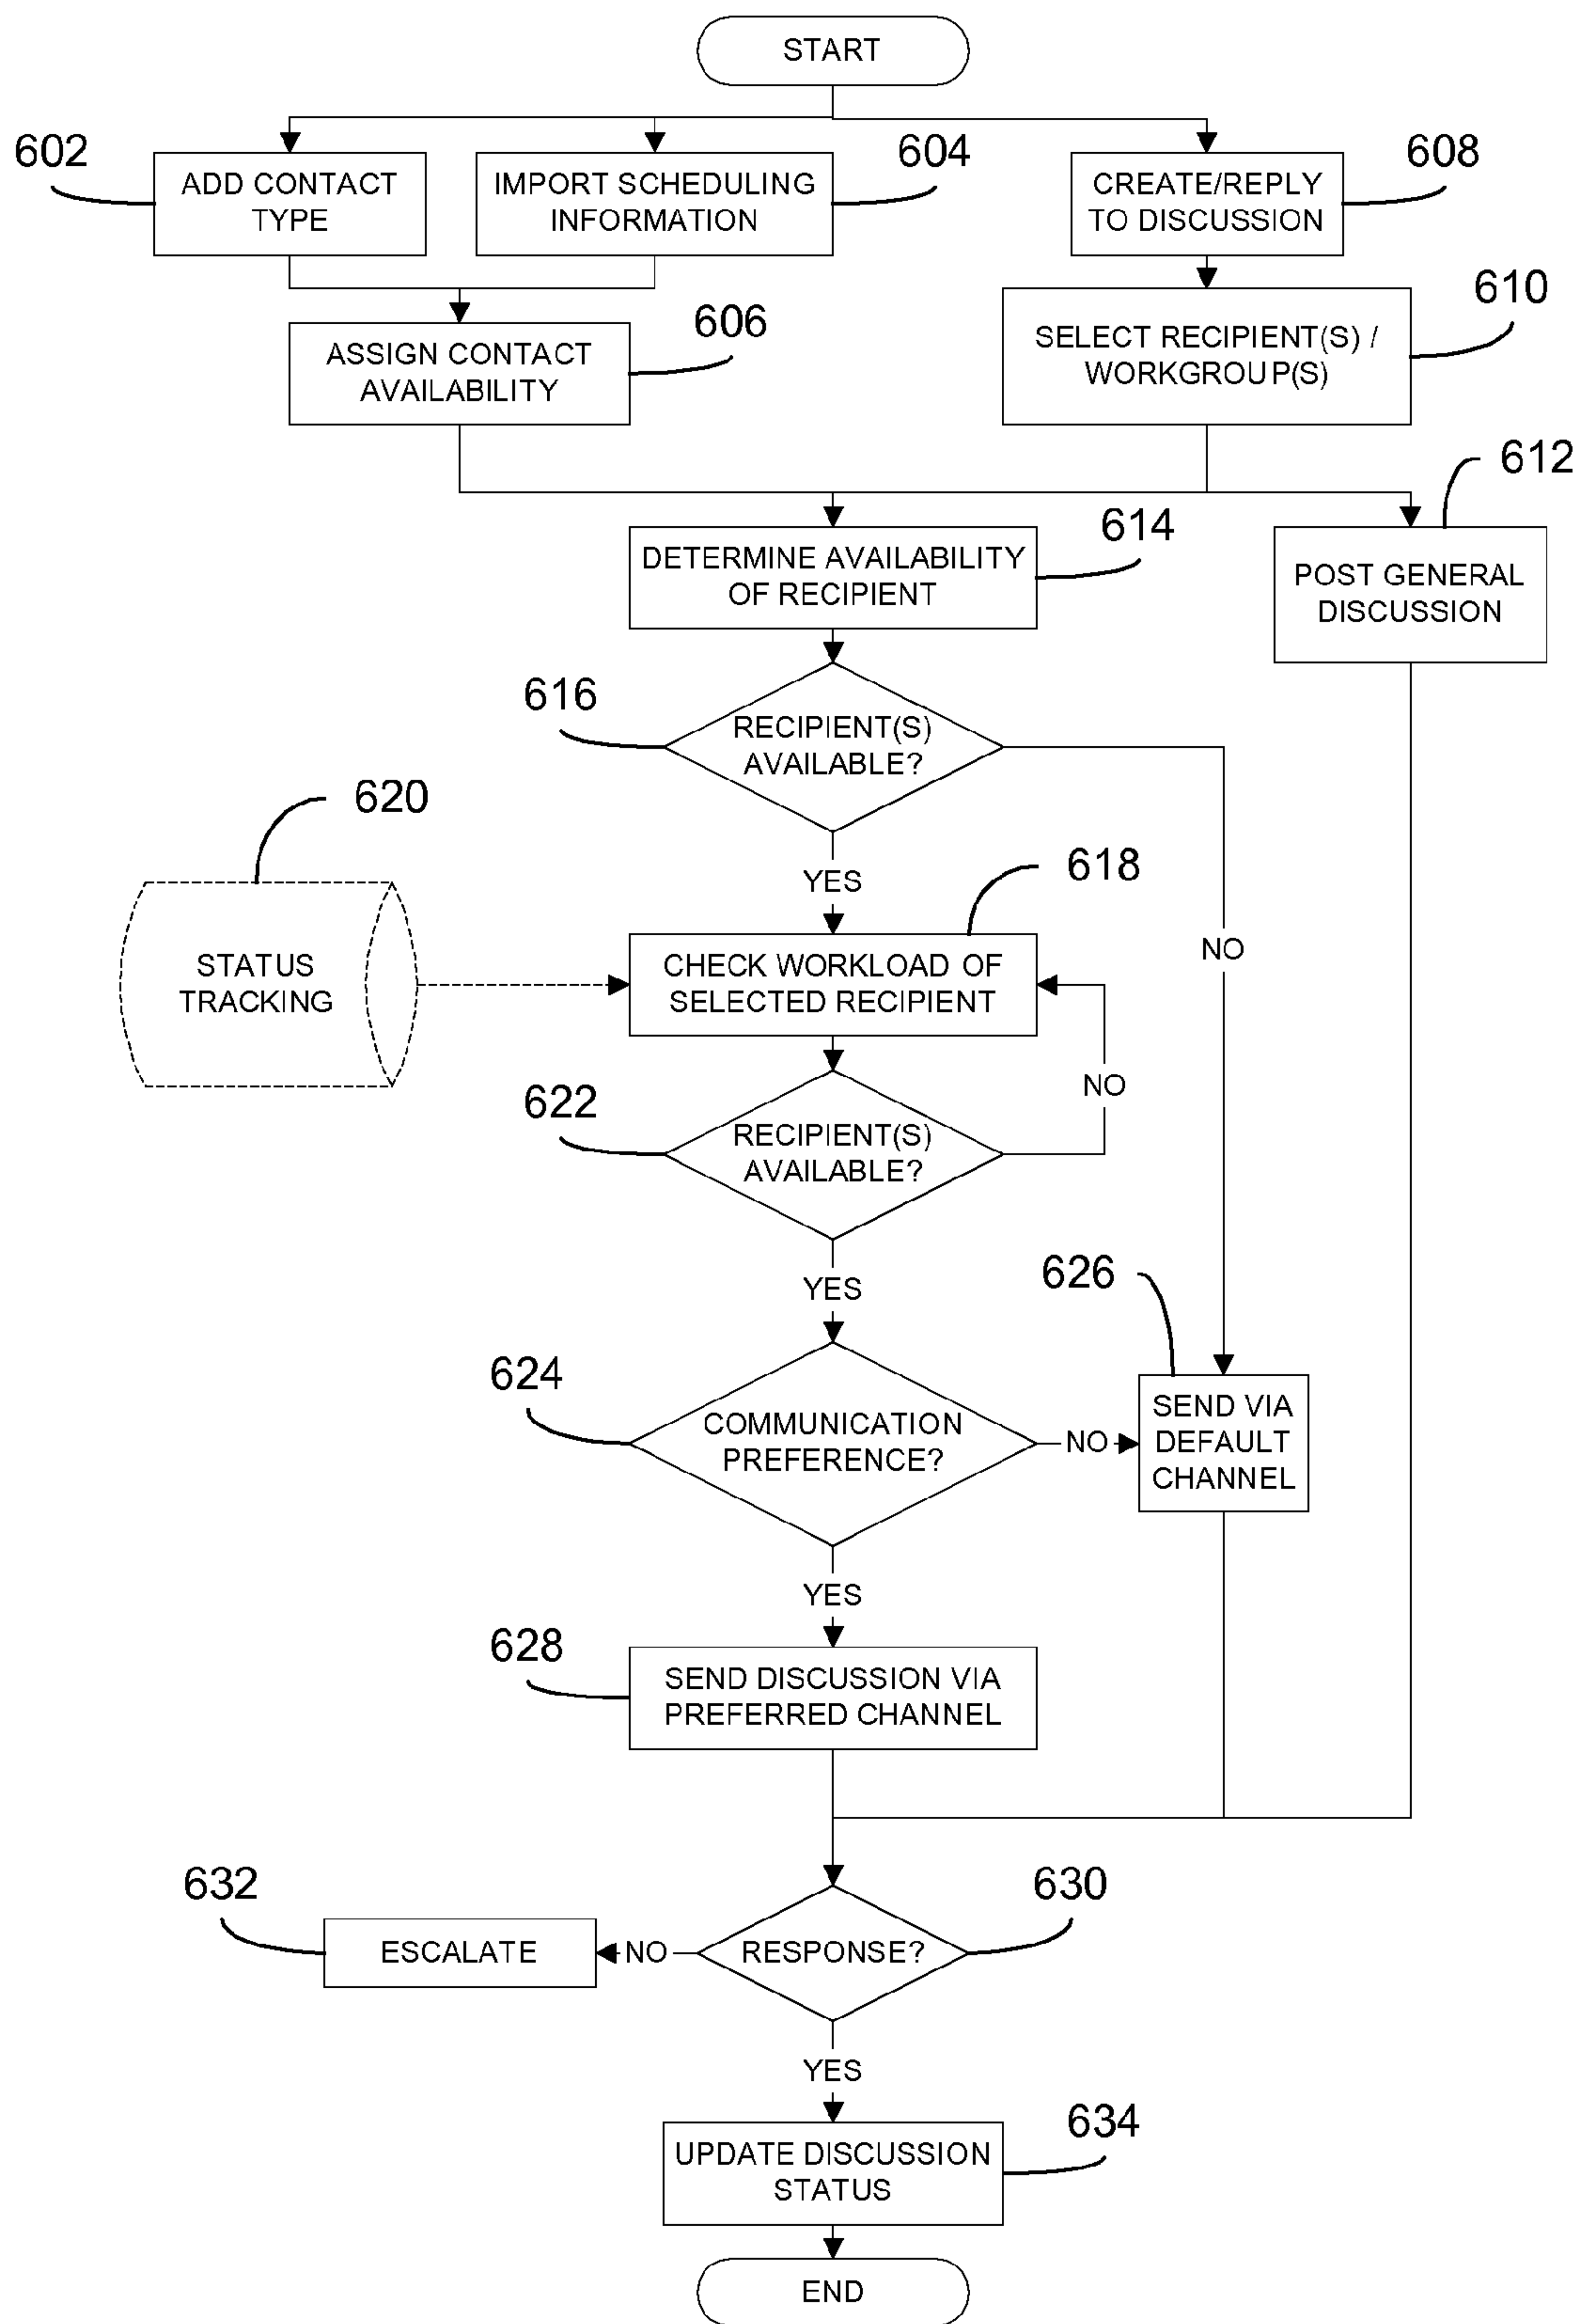 START
602
604
608
ADD CONTACT
TYPE
IMPORT SCHEDULING
INFORMATION
CREATE/REPLY
TO DISCUSSION
606
610
ASSIGN CONTACT
AVAILABILITY
SELECT RECIPIENT(S) /
WORKGROUP(S)
612
614
DETERMINE AVAILABILITY
OF RECIPIENT
POST GENERAL
DISCUSSION
616
RECIPIENT(S)
AVAILABLE?
620
618
YES
NO
STATUS
TRACKING
CHECK WORKLOAD OF
SELECTED RECIPIENT
NO
622
RECIPIENT(S)
AVAILABLE?
YES
626
624
COMMUNICATION
PREFERENCE?
NO
SEND VIA
DEFAULT
CHANNEL
YES
628
SEND DISCUSSION VIA
PREFERRED CHANNEL
632
630
ESCALATE
NO
RESPONSE?
YES
634
UPDATE DISCUSSION
STATUS
END